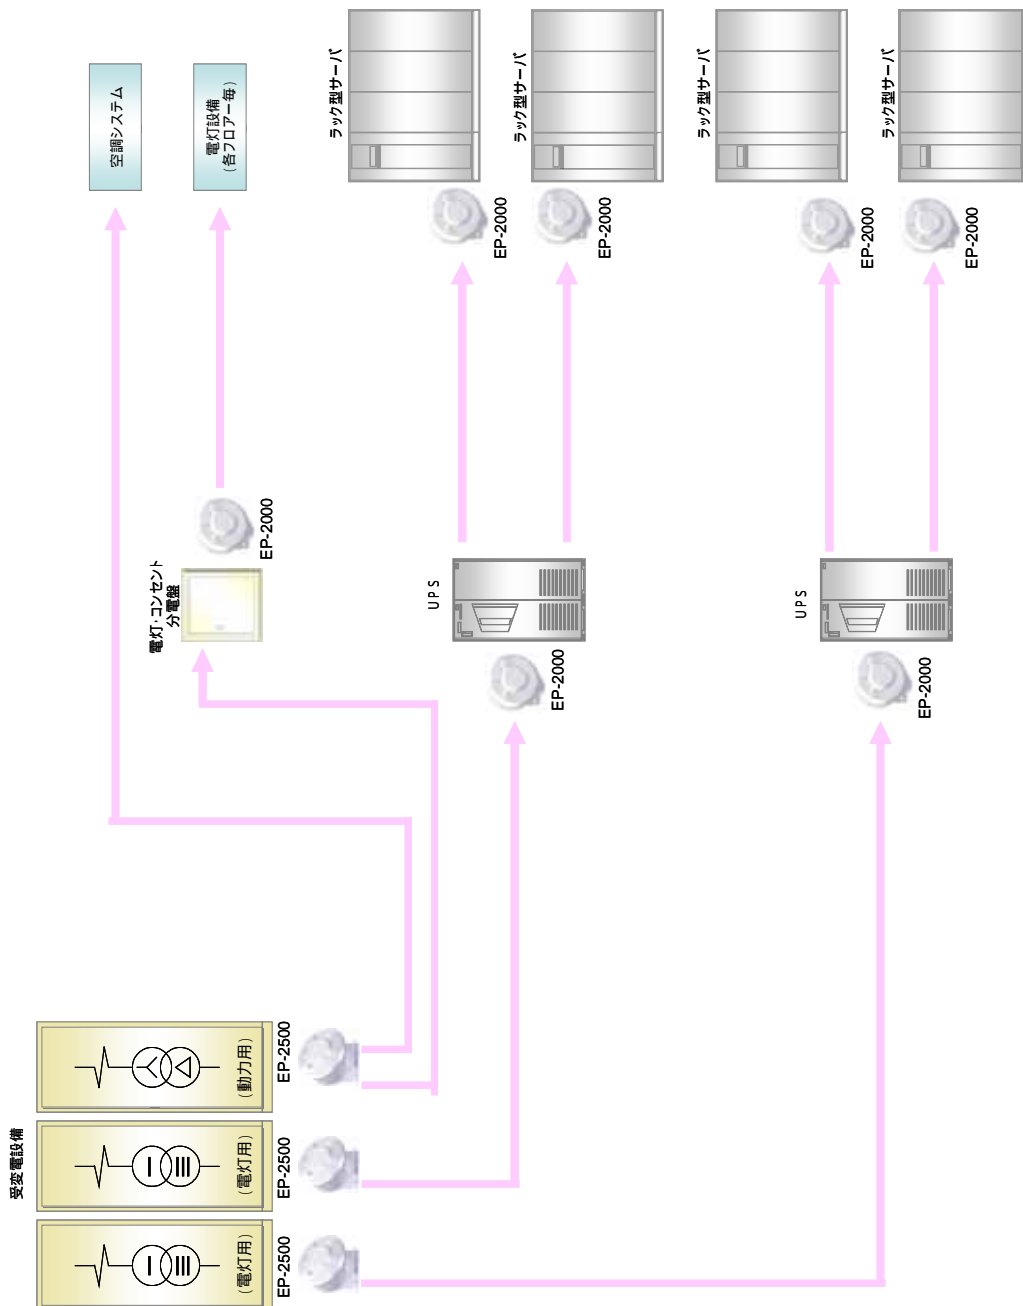 受変電設備
(動力用)
EP-2500
(電灯用)
EP-2500
(電灯用)
EP-2500
電灯・コンセント
分電盤
EP-2000
UPS
EP-2000
UPS
EP-2000
空調システム
電灯設備
(各フロアー毎)
ラック型サーバ
EP-2000
ラック型サーバ
EP-2000
ラック型サーバ
EP-2000
ラック型サーバ
EP-2000